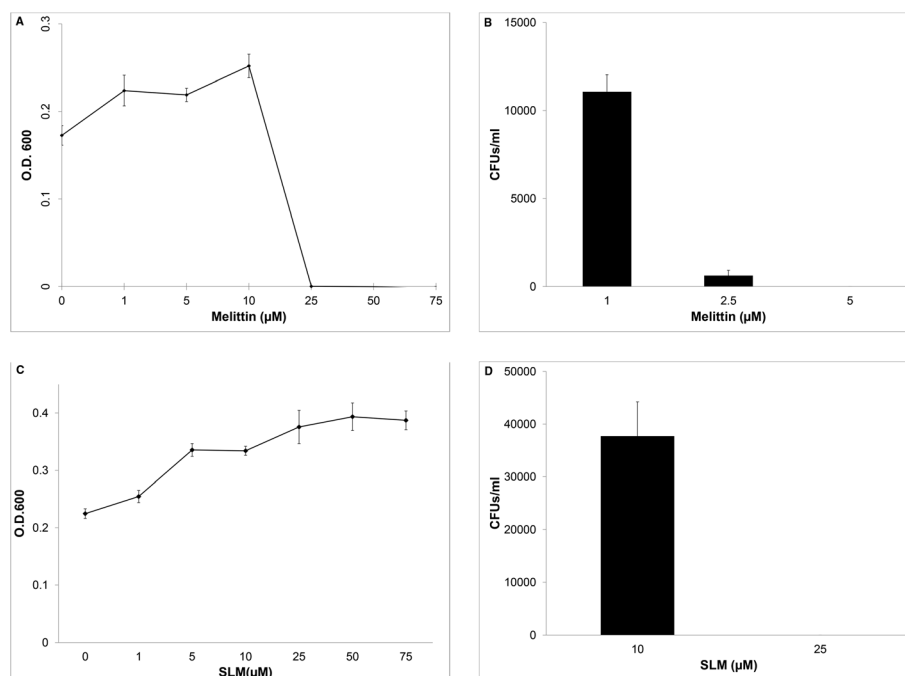 A
0.3
0.2
0.1
0
O.D. 600
0 1 5 10 25 50 75
Melittin (µM)
B
15000
10000
5000
0
CFUs/ml
1 2.5 5
Melittin (µM)
C
0.4
0.3
0.2
0.1
0
O.D.600
0 1 5 10 25 50 75
SLM(µM)
D
50000
40000
30000
20000
10000
0
CFUs/ml
10 25
SLM (µM)